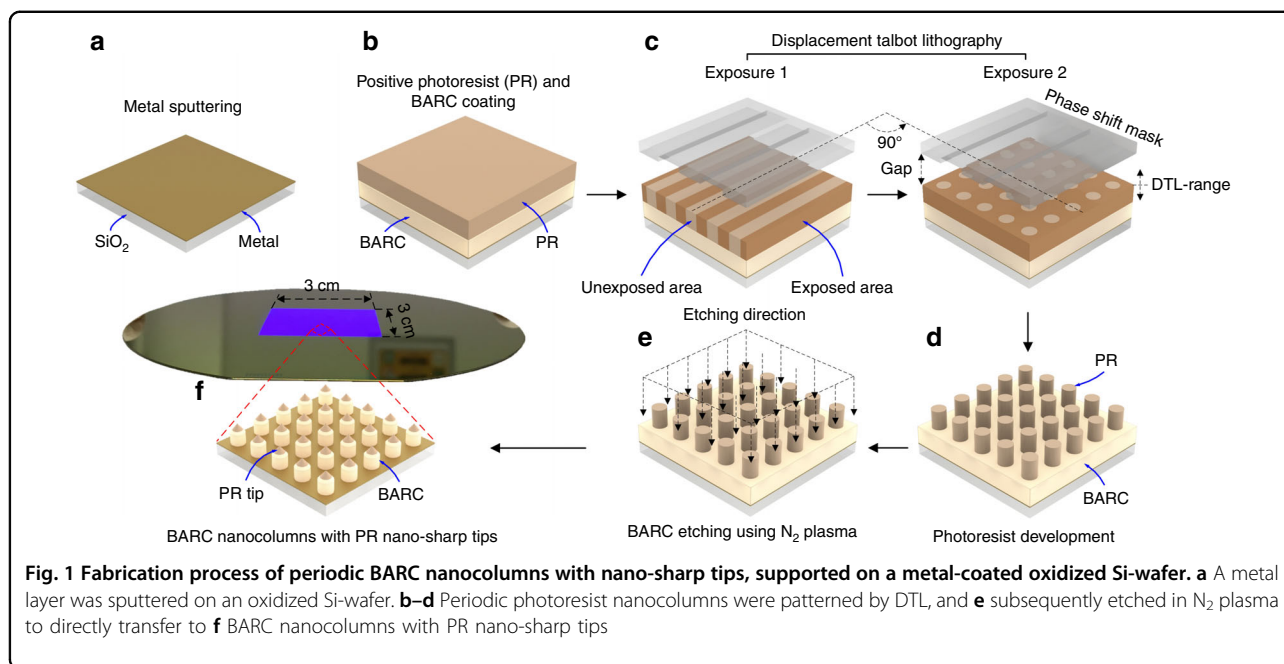 a
Metal sputtering
SiO2
Metal
b
Positive photoresist (PR) and
BARC coating
BARC
PR
c
Displacement talbot lithography
Exposure 1
Exposure 2
Phase shift mask
90°
Gap
DTL-range
Unexposed area
Exposed area
3 cm
3 cm
d
PR
BARC
Photoresist development
e
Etching direction
BARC etching using N2 plasma
f
PR tip
BARC
BARC nanocolumns with PR nano-sharp tips
Fig. 1 Fabrication process of periodic BARC nanocolumns with nano-sharp tips, supported on a metal-coated oxidized Si-wafer. a A metal
layer was sputtered on an oxidized Si-wafer. b–d Periodic photoresist nanocolumns were patterned by DTL, and e subsequently etched in N2 plasma
to directly transfer to f BARC nanocolumns with PR nano-sharp tips